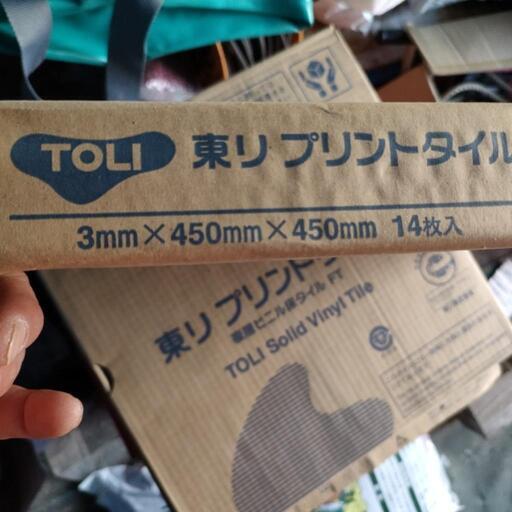 TOLI 東リ プリントタイル
3mm×450mm×450mm 14枚入
東リ プリント
複層ビニル床タイル FT
TOLI Solid Vinyl Tile